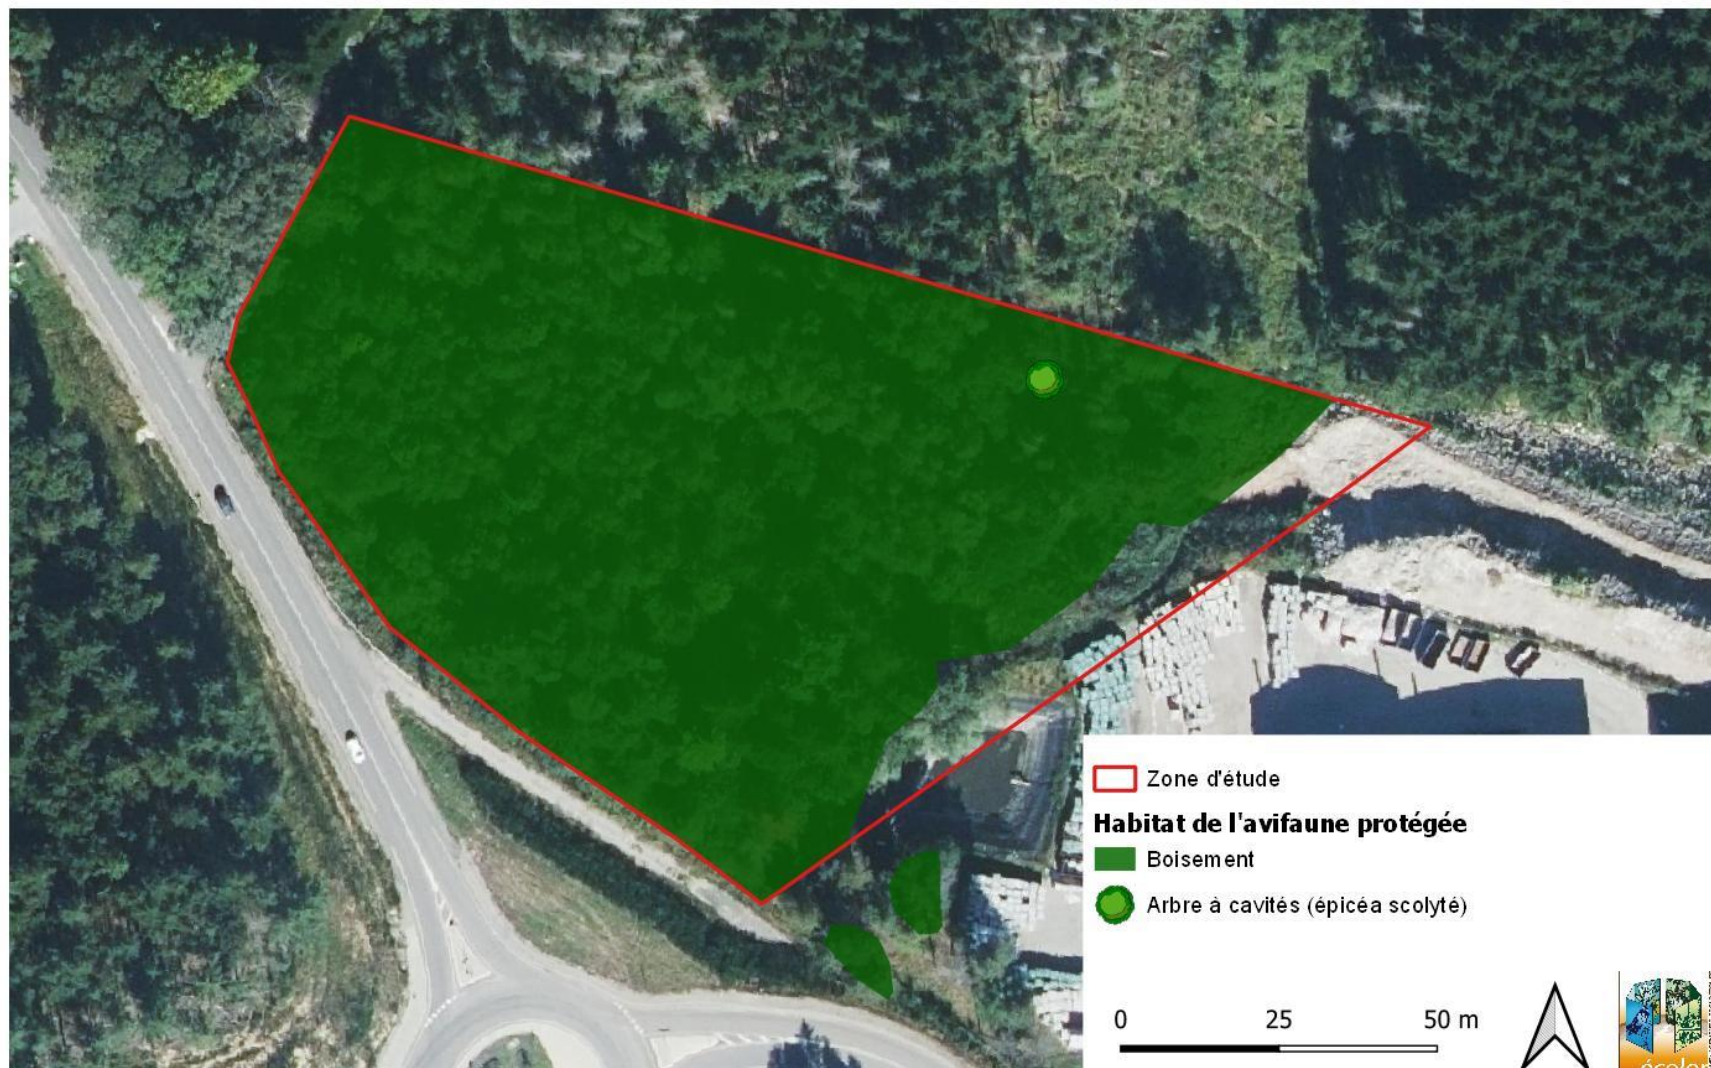 Zone d'étude
Habitat de l'avifaune protégée
Boisement
Arbre à cavités (épicéa scolyté)
0 25 50 m